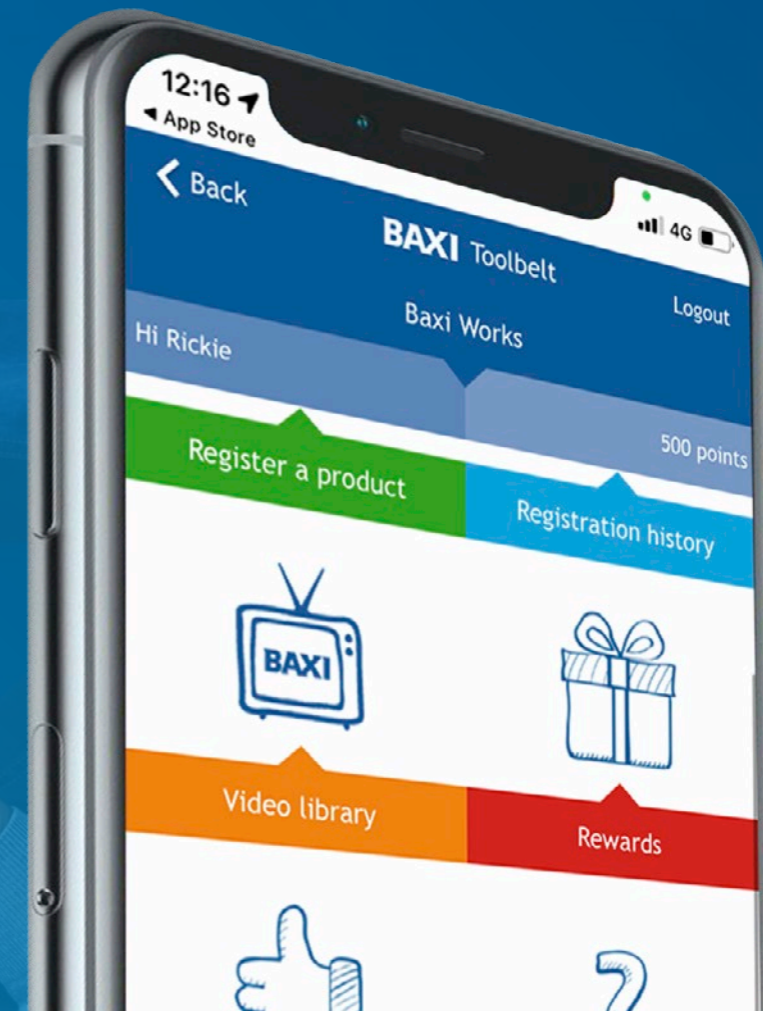 12:16
App Store
4G
Back
BAXI Toolbelt
Logout
Baxi Works
Hi Rickie
500 points
Register a product
Registration history
BAXI
Video library
Rewards
?